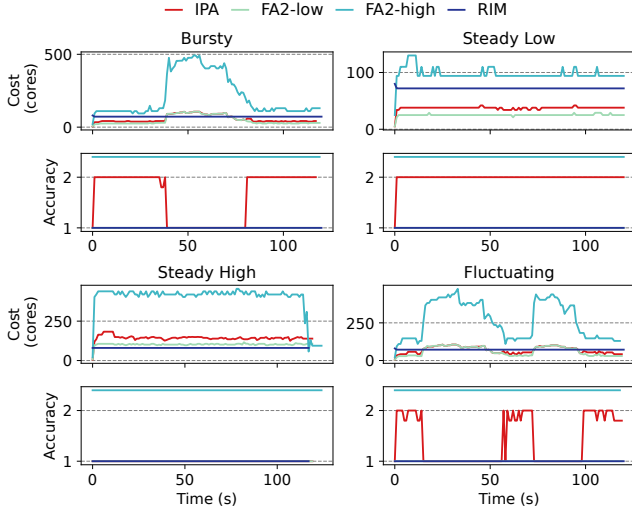 IPA FA2-low FA2-high RIM
Bursty
Steady Low
Cost
(cores)
500
0
100
0
Accuracy
2
1
2
1
0 50 100
0 50 100
Steady High
Fluctuating
Cost
(cores)
250
0
250
0
Accuracy
2
1
2
1
0 50 100
0 50 100
Time (s)
Time (s)